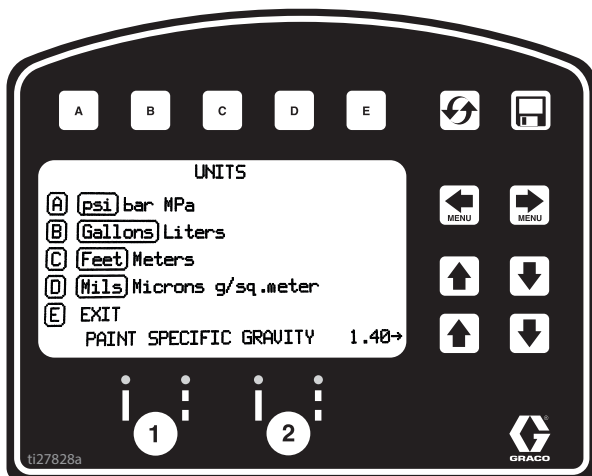 A B C D E
UNITS
A psi bar MPa
B Gallons Liters
C Feet Meters
D Mils Microns g/sq.meter
E EXIT
PAINT SPECIFIC GRAVITY 1.40→
MENU MENU
1 2
ti27828a
GRACO